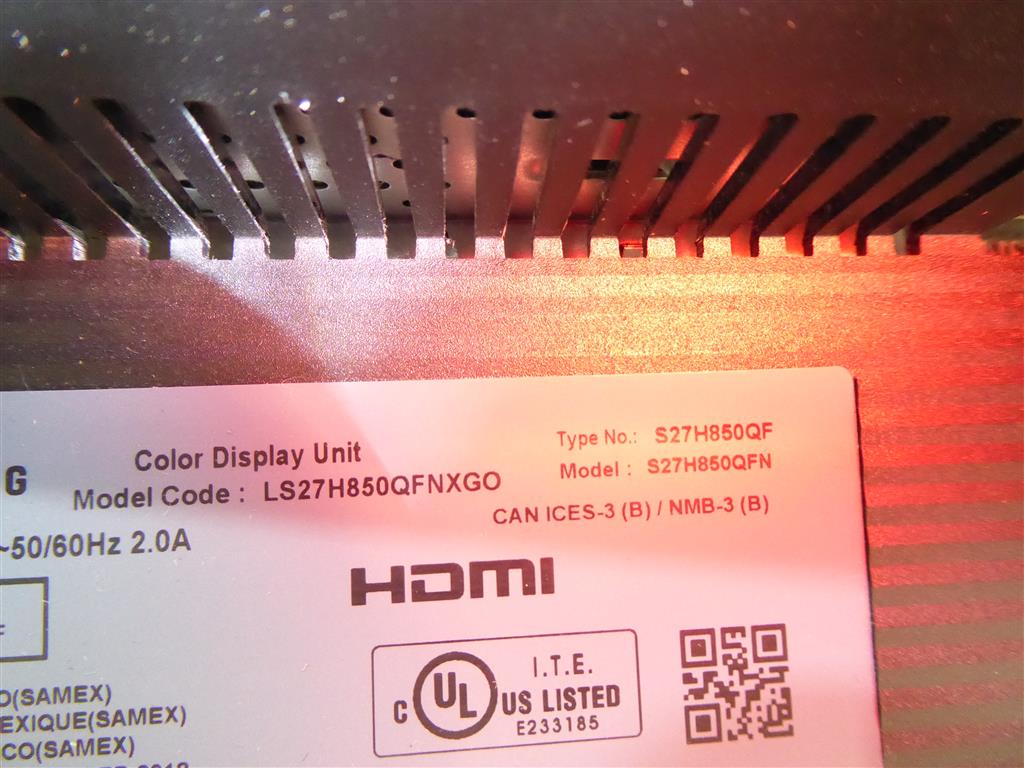 G
Color Display Unit
Type No.: S27H850QF
Model Code : LS27H850QFNXGO
Model : S27H850QFN
CAN ICES-3 (B) / NMB-3 (B)
~50/60Hz 2.0A
HDMI
I.T.E.
C UL US LISTED
E233185
O(SAMEX)
EXIQUE(SAMEX)
CO(SAMEX)